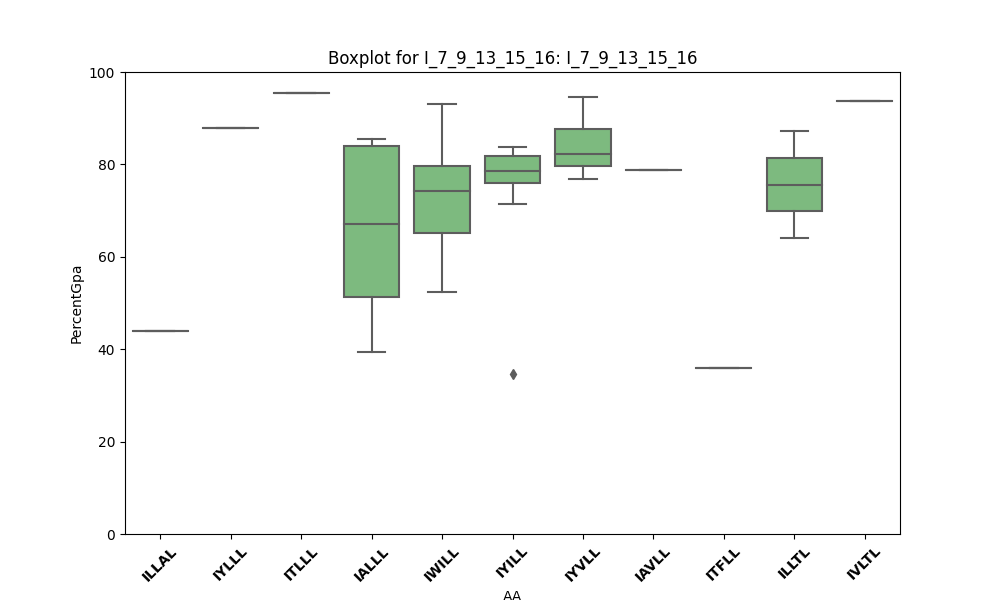 Boxplot for I_7_9_13_15_16: I_7_9_13_15_16
PercentGpa
100
80
60
40
20
0
ILLAL
IYLLL
ITLLL
IALLL
IWILL
IYILL
IYVLL
IAVLL
ITFLL
ILLTL
IVLTL
AA